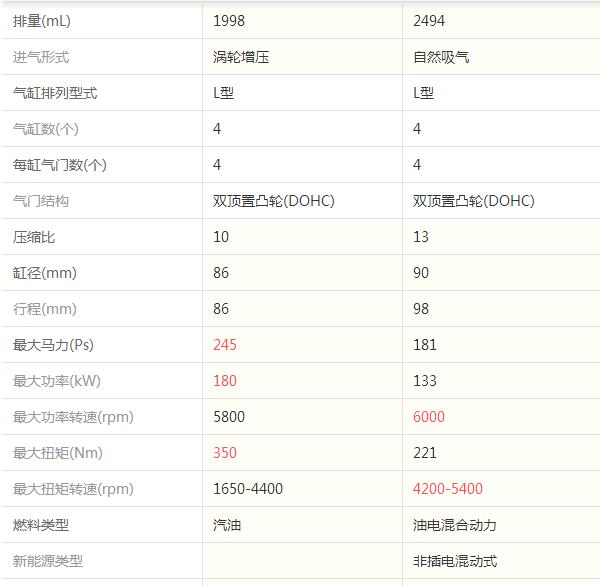 排量(mL) 1998 2494
进气形式 涡轮增压 自然吸气
气缸排列型式 L型 L型
气缸数(个) 4 4
每缸气门数(个) 4 4
气门结构 双顶置凸轮(DOHC) 双顶置凸轮(DOHC)
压缩比 10 13
缸径(mm) 86 90
行程(mm) 86 98
最大马力(Ps) 245 181
最大功率(kW) 180 133
最大功率转速(rpm) 5800 6000
最大扭矩(Nm) 350 221
最大扭矩转速(rpm) 1650-4400 4200-5400
燃料类型 汽油 油电混合动力
新能源类型 非插电混动式